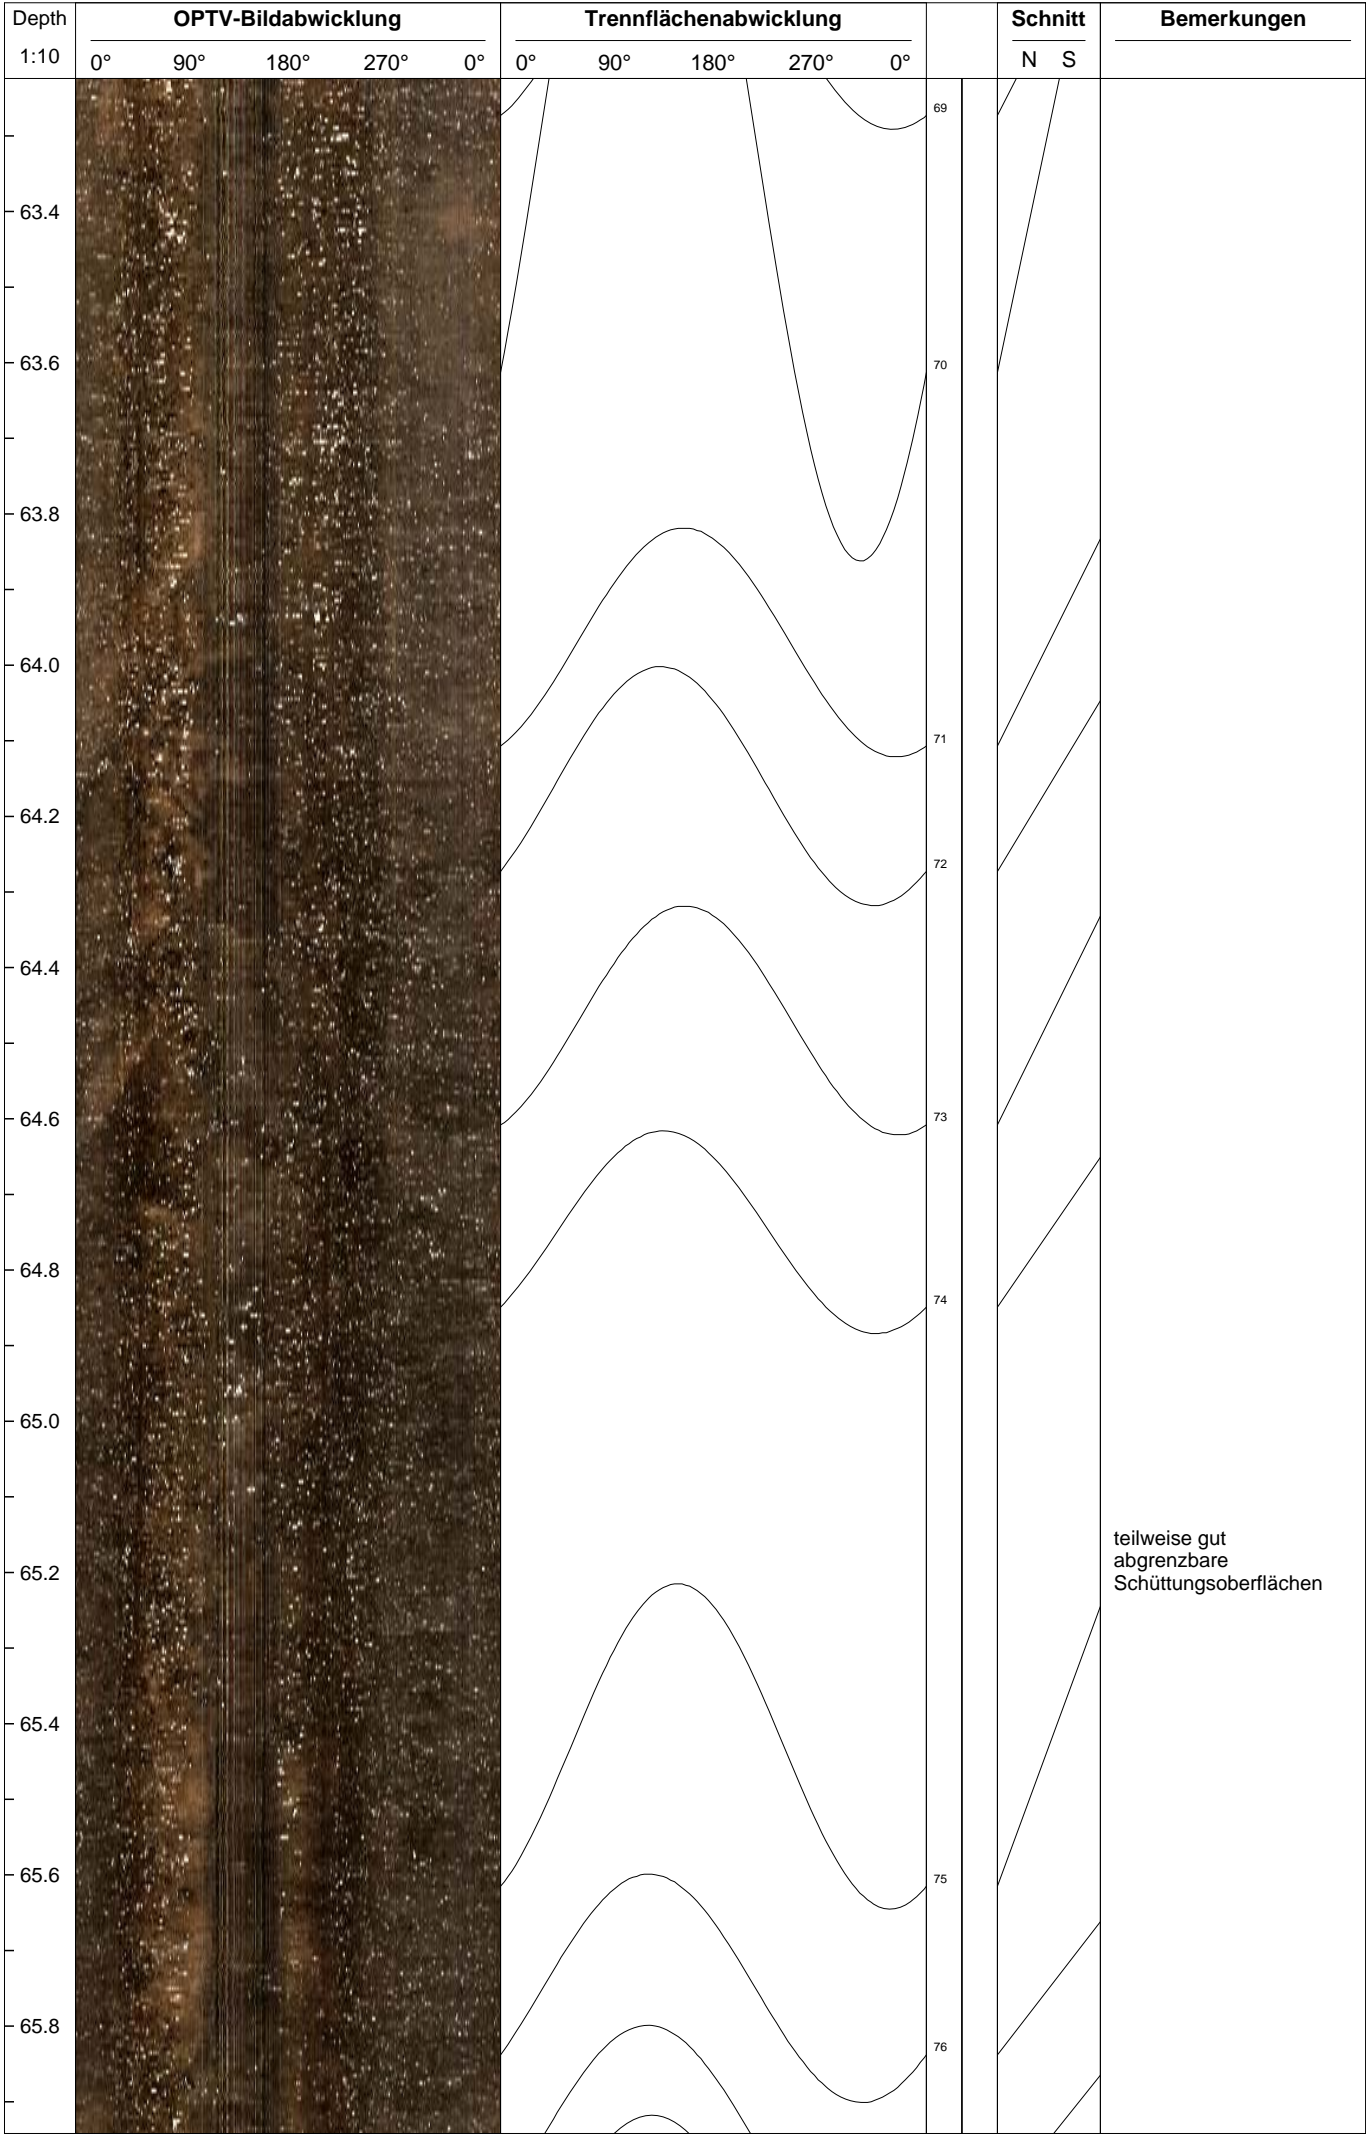 Depth
1:10
OPTV-Bildabwicklung
0° 90° 180° 270° 0°
Trennflächenabwicklung
0° 90° 180° 270° 0°
Schnitt
N S
Bemerkungen
69
63.4
63.6
70
63.8
64.0
71
64.2
72
64.4
64.6
73
64.8
74
65.0
teilweise gut
abgrenzbare
Schüttungsoberflächen
65.2
65.4
65.6
75
65.8
76